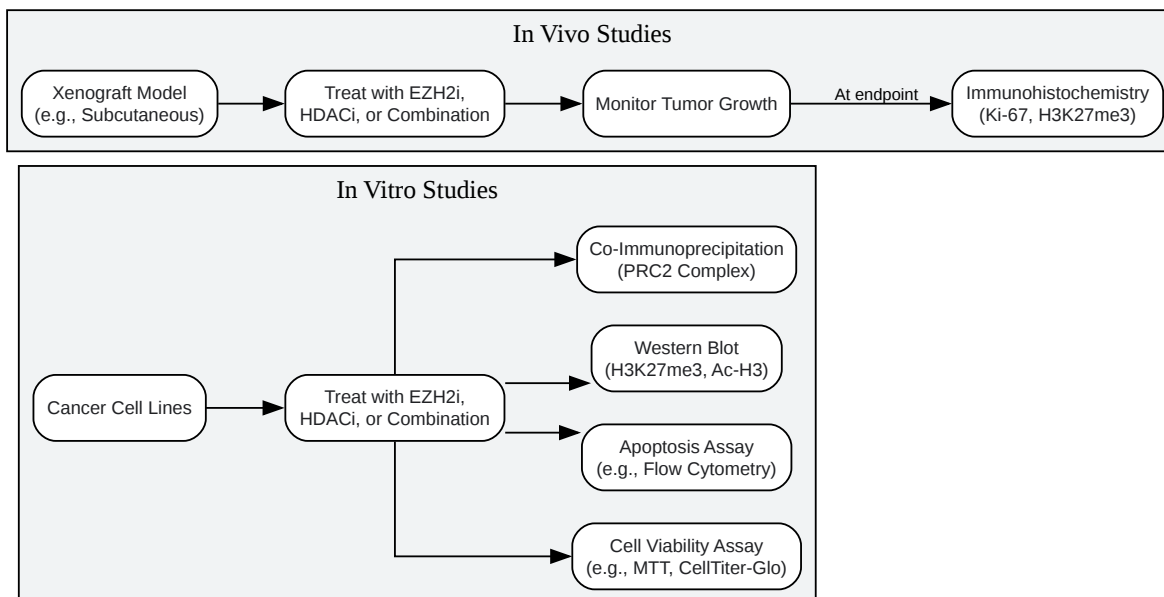 In Vivo Studies
Xenograft Model
(e.g., Subcutaneous)
Treat with EZH2i,
HDACi, or Combination
Monitor Tumor Growth
At endpoint
Immunohistochemistry
(Ki-67, H3K27me3)
In Vitro Studies
Cancer Cell Lines
Treat with EZH2i,
HDACi, or Combination
Co-Immunoprecipitation
(PRC2 Complex)
Western Blot
(H3K27me3, Ac-H3)
Apoptosis Assay
(e.g., Flow Cytometry)
Cell Viability Assay
(e.g., MTT, CellTiter-Glo)